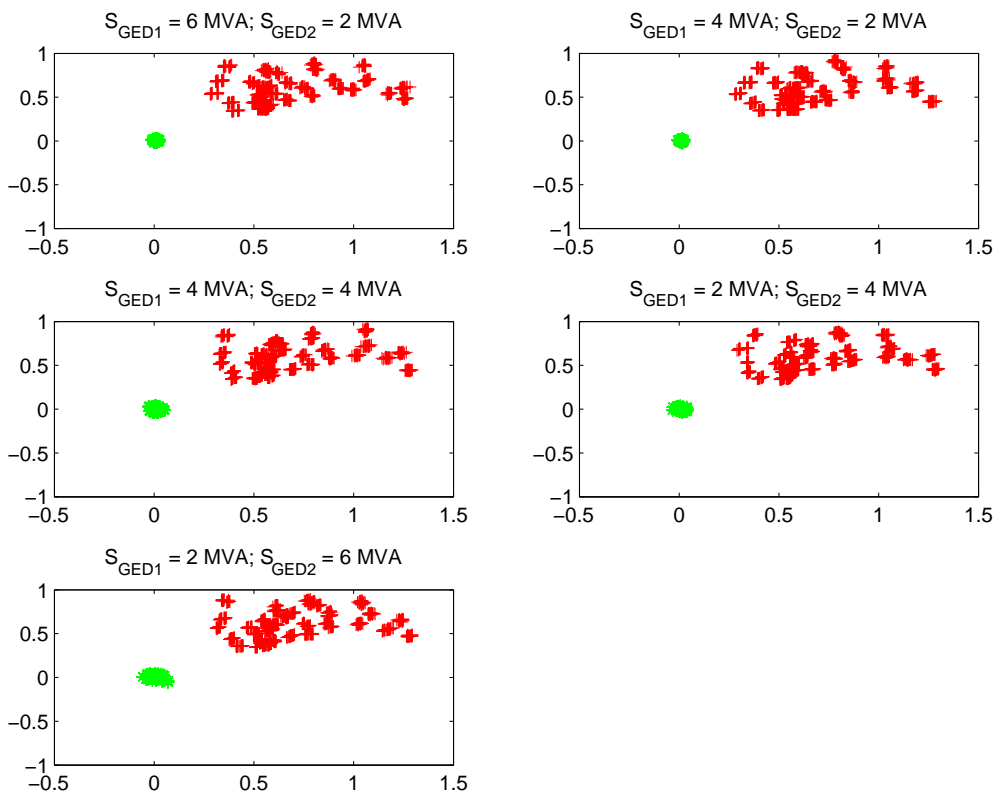 S_GED1 = 6 MVA; S_GED2 = 2 MVA
1
0.5
0
−0.5
−1
−0.5 0 0.5 1 1.5
S_GED1 = 4 MVA; S_GED2 = 2 MVA
1
0.5
0
−0.5
−1
−0.5 0 0.5 1 1.5
S_GED1 = 4 MVA; S_GED2 = 4 MVA
1
0.5
0
−0.5
−1
−0.5 0 0.5 1 1.5
S_GED1 = 2 MVA; S_GED2 = 4 MVA
1
0.5
0
−0.5
−1
−0.5 0 0.5 1 1.5
S_GED1 = 2 MVA; S_GED2 = 6 MVA
1
0.5
0
−0.5
−1
−0.5 0 0.5 1 1.5